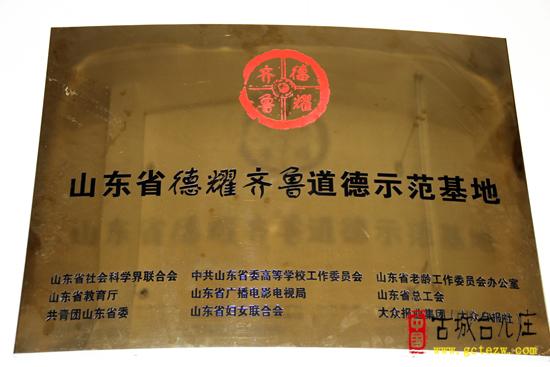 德耀
齐鲁
山东省德耀齐鲁道德示范基地
山东省社会科学界联合会 中共山东省委高等学校工作委员会 山东省老龄工作委员会办公室
山东省教育厅 山东省广播电影电视局 山东省总工会
共青团山东省委 山东省妇女联合会 大众报业集团(大众日报社)
中国 古城台儿庄
www.gctezw.com